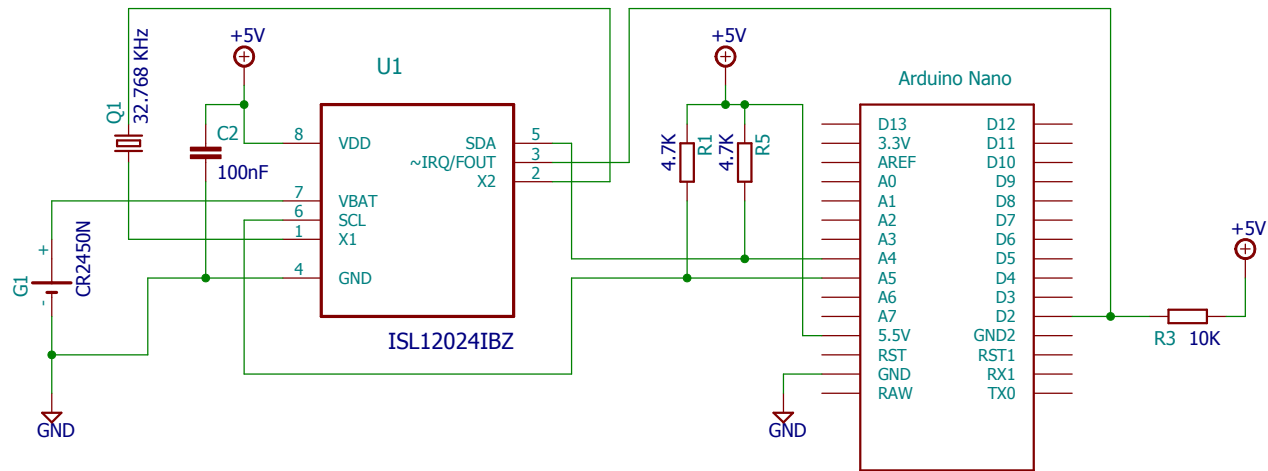 +5V
+5V
U1
Arduino Nano
Q1
32.768 KHz
C2
100nF
8
VDD
SDA
5
~IRQ/FOUT
3
X2
2
7
VBAT
6
SCL
1
X1
4
GND
ISL12024IBZ
G1
+
-
CR2450N
GND
4.7K
R1
4.7K
R5
D13
D12
3.3V
D11
AREF
D10
A0
D9
A1
D8
A2
D7
A3
D6
A4
D5
A5
D4
A6
D3
A7
D2
5.5V
GND2
RST
RST1
GND
RX1
RAW
TX0
GND
+5V
R3
10K